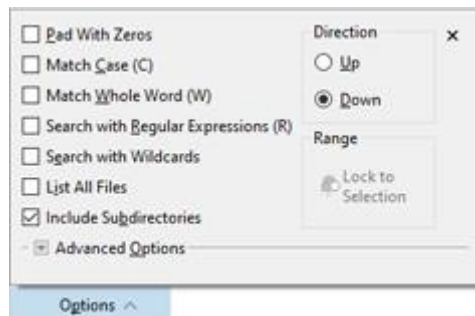 Pad With Zeros
Match Case (C)
Match Whole Word (W)
Search with Regular Expressions (R)
Search with Wildcards
List All Files
Include Subdirectories
Advanced Options
Direction
Up
Down
Range
Lock to
Selection
Options